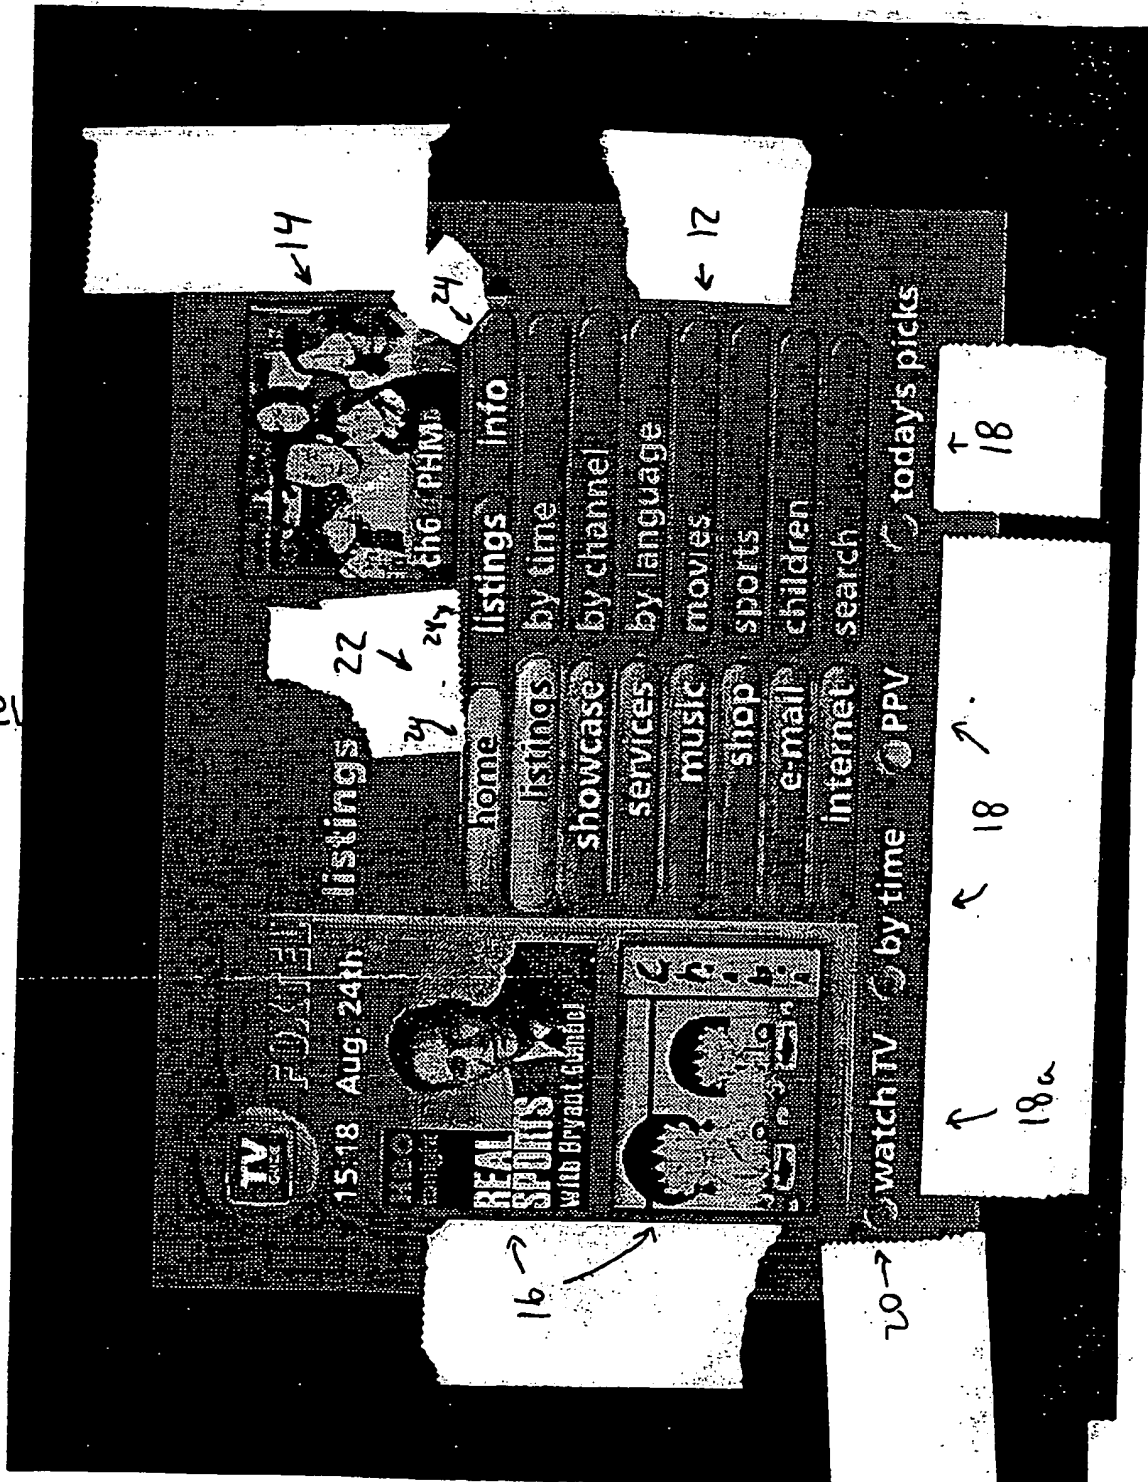 10
14
TV
GUIDE
22
24
24
24
listings
15:18 Aug. 24th
ch6 PHM
12
home listings info
listings by time
showcase by channel
services by language
music movies
shop sports
e-mail children
internet search
HBO
REAL
SPORTS
with Bryant Gumbel
16
20
watch TV by time PPV today's picks
18a 18 18